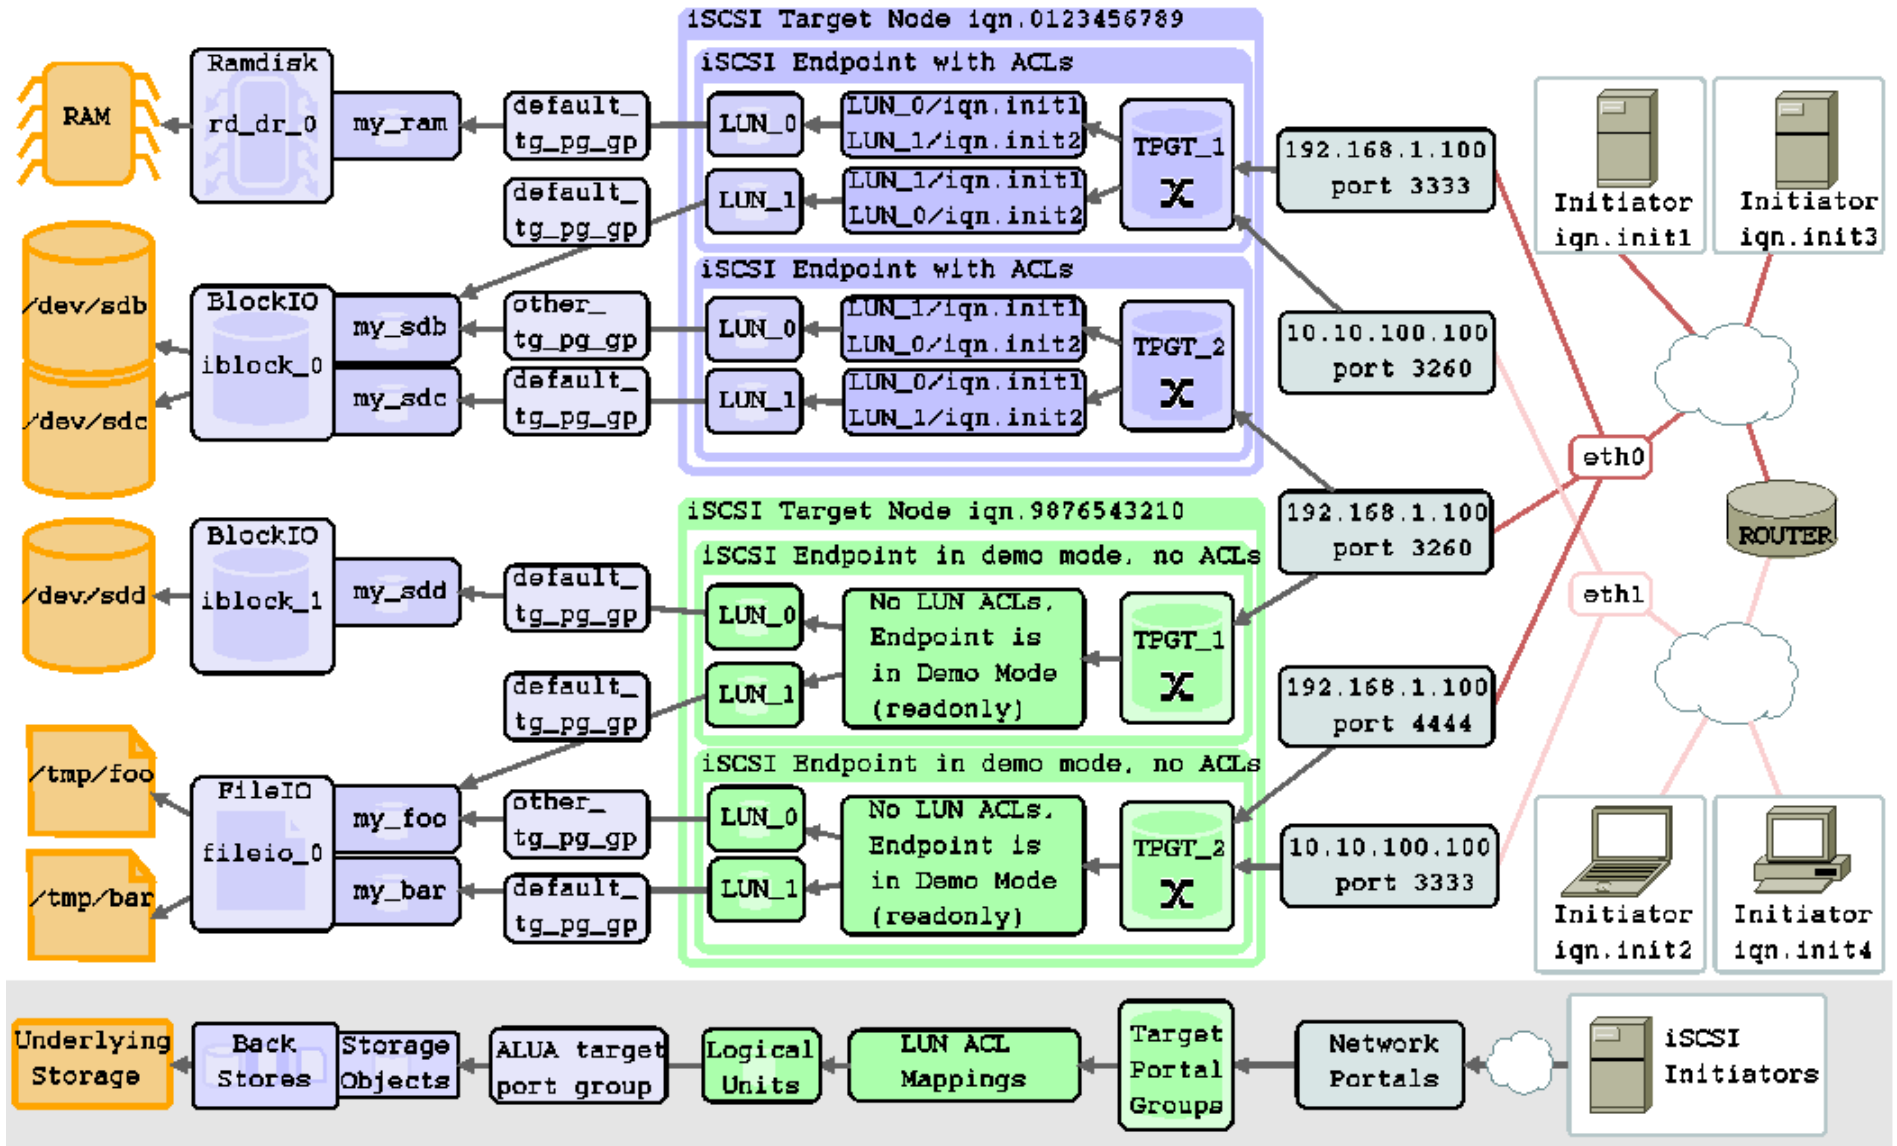 iSCSI Target Node iqn.0123456789
iSCSI Endpoint with ACLs
RAM
Ramdisk
rd_dr_0
my_ram
default_
tg_pg_gp
LUN_0
LUN_0/iqn.init1
LUN_1/iqn.init2
TPGT_1
192.168.1.100
port 3333
default_
tg_pg_gp
LUN_1
LUN_1/iqn.init1
LUN_0/iqn.init2
Initiator
iqn.init1
Initiator
iqn.init3
iSCSI Endpoint with ACLs
/dev/sdb
/dev/sdc
BlockIO
iblock_0
my_sdb
my_sdc
other_
tg_pg_gp
LUN_0
LUN_1/iqn.init1
LUN_0/iqn.init2
TPGT_2
10.10.100.100
port 3260
default_
tg_pg_gp
LUN_1
LUN_0/iqn.init1
LUN_1/iqn.init2
eth0
iSCSI Target Node iqn.9876543210
192.168.1.100
port 3260
ROUTER
iSCSI Endpoint in demo mode, no ACLs
/dev/sdd
BlockIO
iblock_1
my_sdd
default_
tg_pg_gp
LUN_0
No LUN ACLs,
Endpoint is
in Demo Mode
(readonly)
TPGT_1
eth1
default_
tg_pg_gp
LUN_1
192.168.1.100
port 4444
iSCSI Endpoint in demo mode, no ACLs
/tmp/foo
/tmp/bar
FileIO
fileio_0
my_foo
my_bar
other_
tg_pg_gp
LUN_0
No LUN ACLs,
Endpoint is
in Demo Mode
(readonly)
TPGT_2
10.10.100.100
port 3333
default_
tg_pg_gp
LUN_1
Initiator
iqn.init2
Initiator
iqn.init4
Underlying
Storage
Back
Stores
Storage
Objects
ALUA target
port group
Logical
Units
LUN ACL
Mappings
Target
Portal
Groups
Network
Portals
iSCSI
Initiators